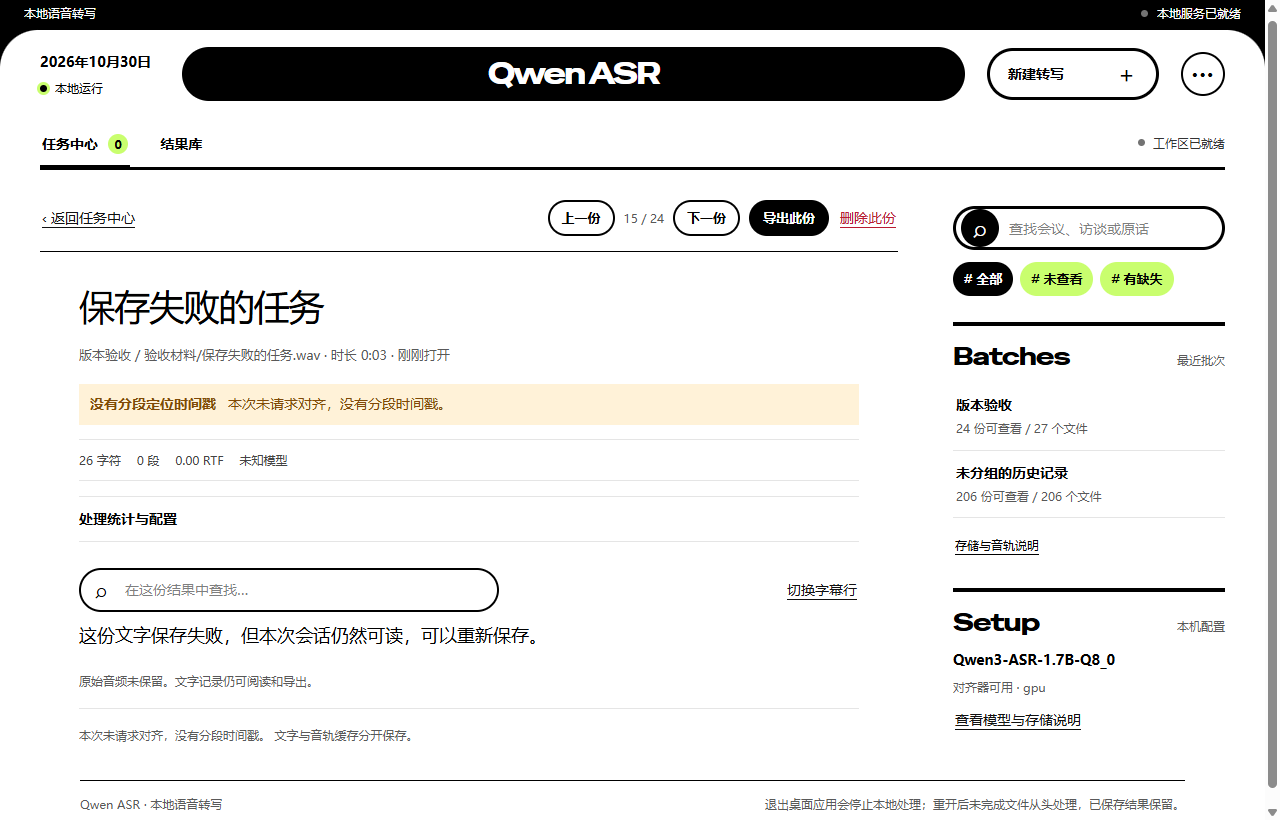 本地语音转写
本地服务已就绪
2026年10月30日
本地运行
Qwen ASR
新建转写 +
任务中心 0
结果库
工作区已就绪
‹ 返回任务中心
上一份
15 / 24
下一份
导出此份
删除此份
保存失败的任务
版本验收 / 验收材料/保存失败的任务.wav · 时长 0:03 · 刚刚打开
没有分段定位时间戳 本次未请求对齐，没有分段时间戳。
26 字符 0 段 0.00 RTF 未知模型
处理统计与配置
在这份结果中查找...
切换字幕行
这份文字保存失败，但本次会话仍然可读，可以重新保存。
原始音频未保留。文字记录仍可阅读和导出。
本次未请求对齐，没有分段时间戳。 文字与音轨缓存分开保存。
查找会议、访谈或原话
# 全部
# 未查看
# 有缺失
Batches
最近批次
版本验收
24 份可查看 / 27 个文件
未分组的历史记录
206 份可查看 / 206 个文件
存储与音轨说明
Setup
本机配置
Qwen3-ASR-1.7B-Q8_0
对齐器可用 · gpu
查看模型与存储说明
Qwen ASR · 本地语音转写
退出桌面应用会停止本地处理；重开后未完成文件从头处理，已保存结果保留。